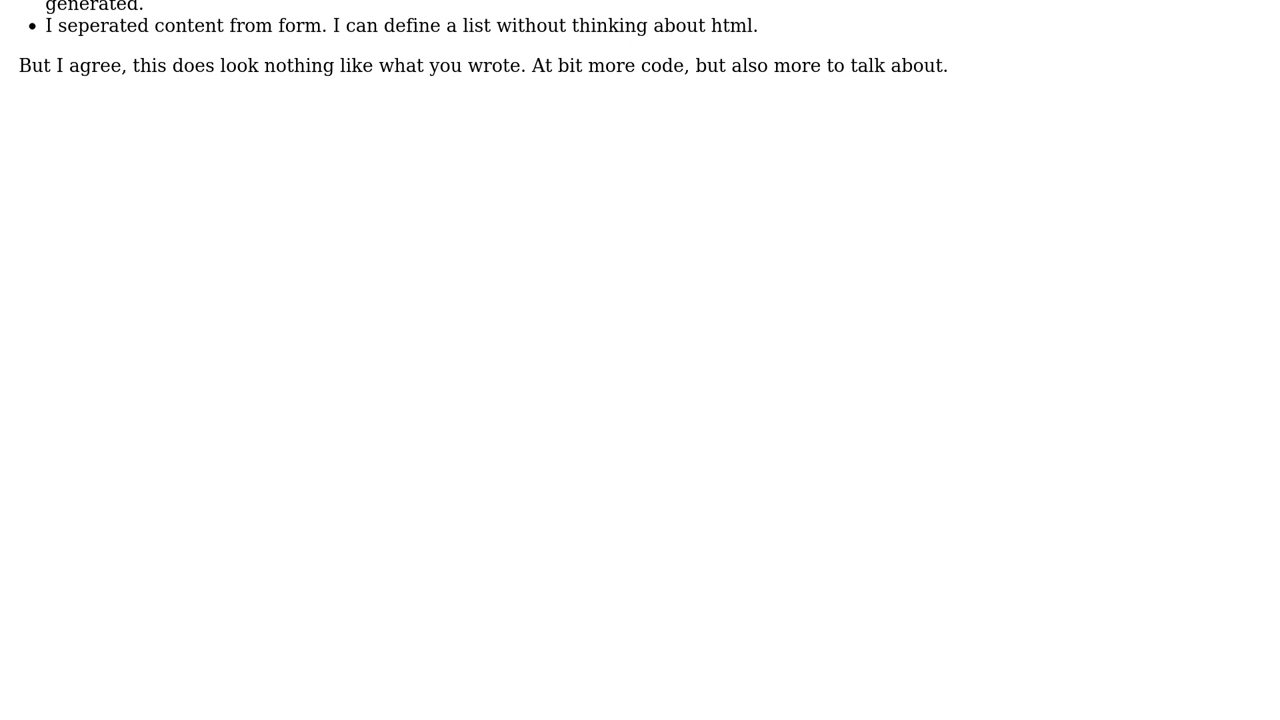 generated.
• I seperated content from form. I can define a list without thinking about html.
But I agree, this does look nothing like what you wrote. At bit more code, but also more to talk about.